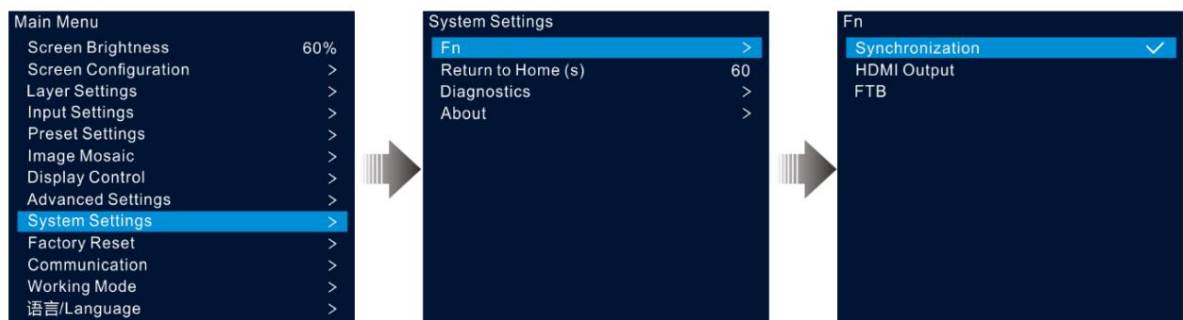 Main Menu
Screen Brightness 60%
Screen Configuration >
Layer Settings >
Input Settings >
Preset Settings >
Image Mosaic >
Display Control >
Advanced Settings >
System Settings >
Factory Reset >
Communication >
Working Mode >
语言/Language >
System Settings
Fn >
Return to Home (s) 60
Diagnostics >
About >
Fn
Synchronization ✓
HDMI Output
FTB